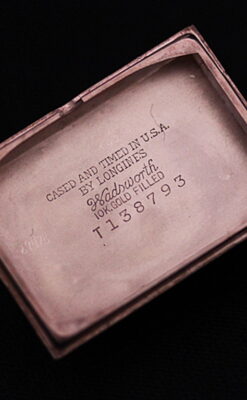 CASED AND TIMED IN U.S.A.
BY LONGINES
Wadsworth
10K. GOLD FILLED
T138793